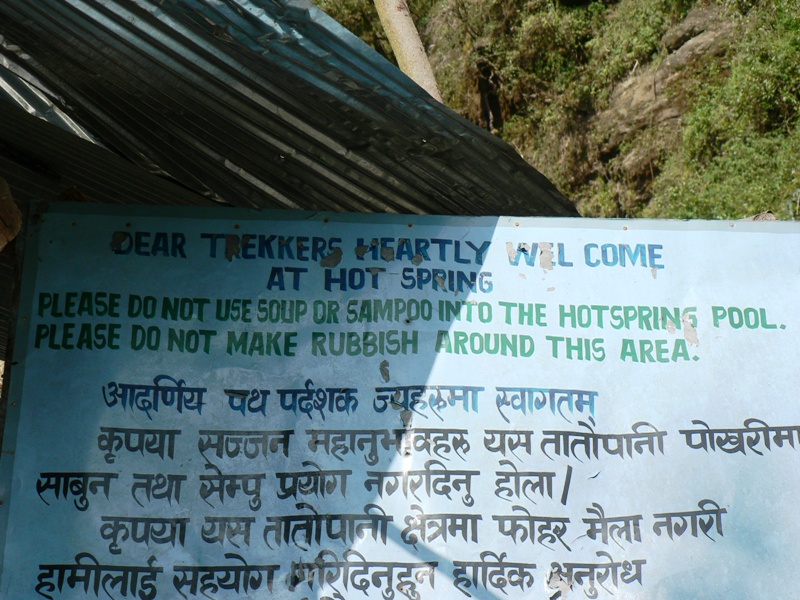 DEAR TREKKERS HEARTLY WEL COME
AT HOT SPRING
PLEASE DO NOT USE SOUP OR SAMPOO INTO THE HOTSPRING POOL.
PLEASE DO NOT MAKE RUBBISH AROUND THIS AREA.
आदर्णिय पथ पर्दशक ज्यूहरुमा स्वागतम
कृपया सज्जन महानुभावहरु यस तातोपानी पोखरीमा
साबुन तथा सेम्पु प्रयोग नगरिदिनु होला।
कृपया यस तातोपानी क्षेत्रमा फोहर मैला नगरी
हामीलाई सहयोग गरिदिनुहुन हार्दिक अनुरोध